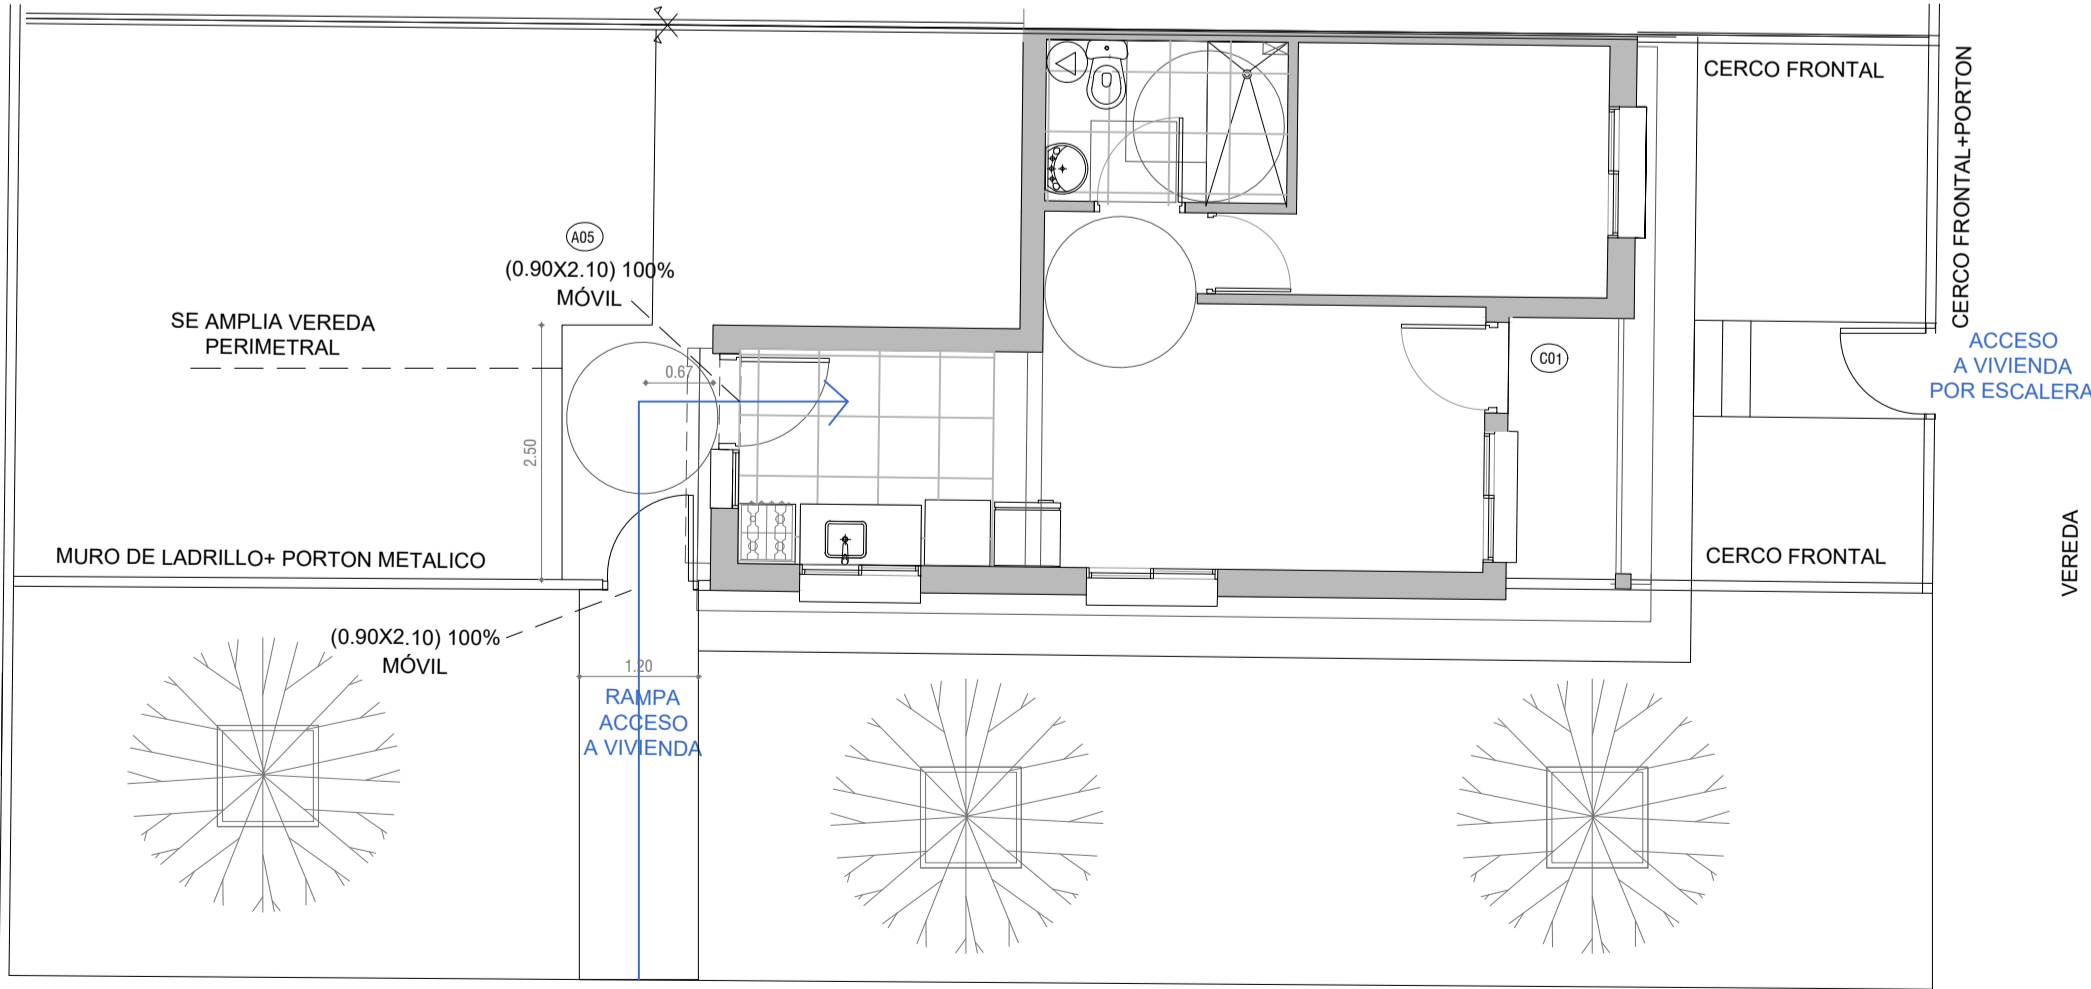 CERCO FRONTAL
CERCO FRONTAL+PORTON
A05
(0.90X2.10) 100%
MÓVIL
SE AMPLIA VEREDA
PERIMETRAL
ACCESO
A VIVIENDA
POR ESCALERA
C01
0.67
2.50
MURO DE LADRILLO+ PORTON METALICO
CERCO FRONTAL
VEREDA
(0.90X2.10) 100%
MÓVIL
1.20
RAMPA
ACCESO
A VIVIENDA